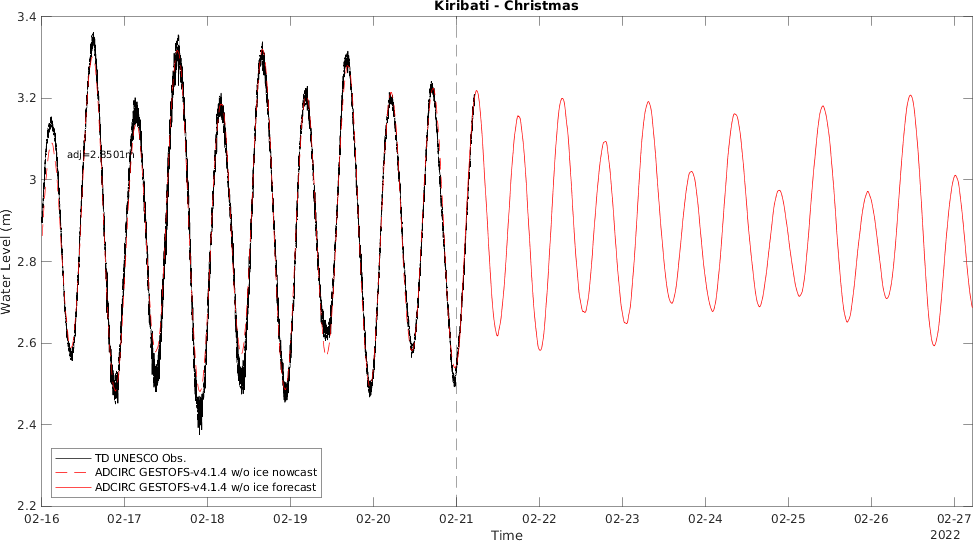 Kiribati - Christmas
3.4
3.2
3
2.8
2.6
2.4
2.2
Water Level (m)
adj=2.8501m
TD UNESCO Obs.
ADCIRC GESTOFS-v4.1.4 w/o ice nowcast
ADCIRC GESTOFS-v4.1.4 w/o ice forecast
02-16 02-17 02-18 02-19 02-20 02-21 02-22 02-23 02-24 02-25 02-26 02-27
Time
2022